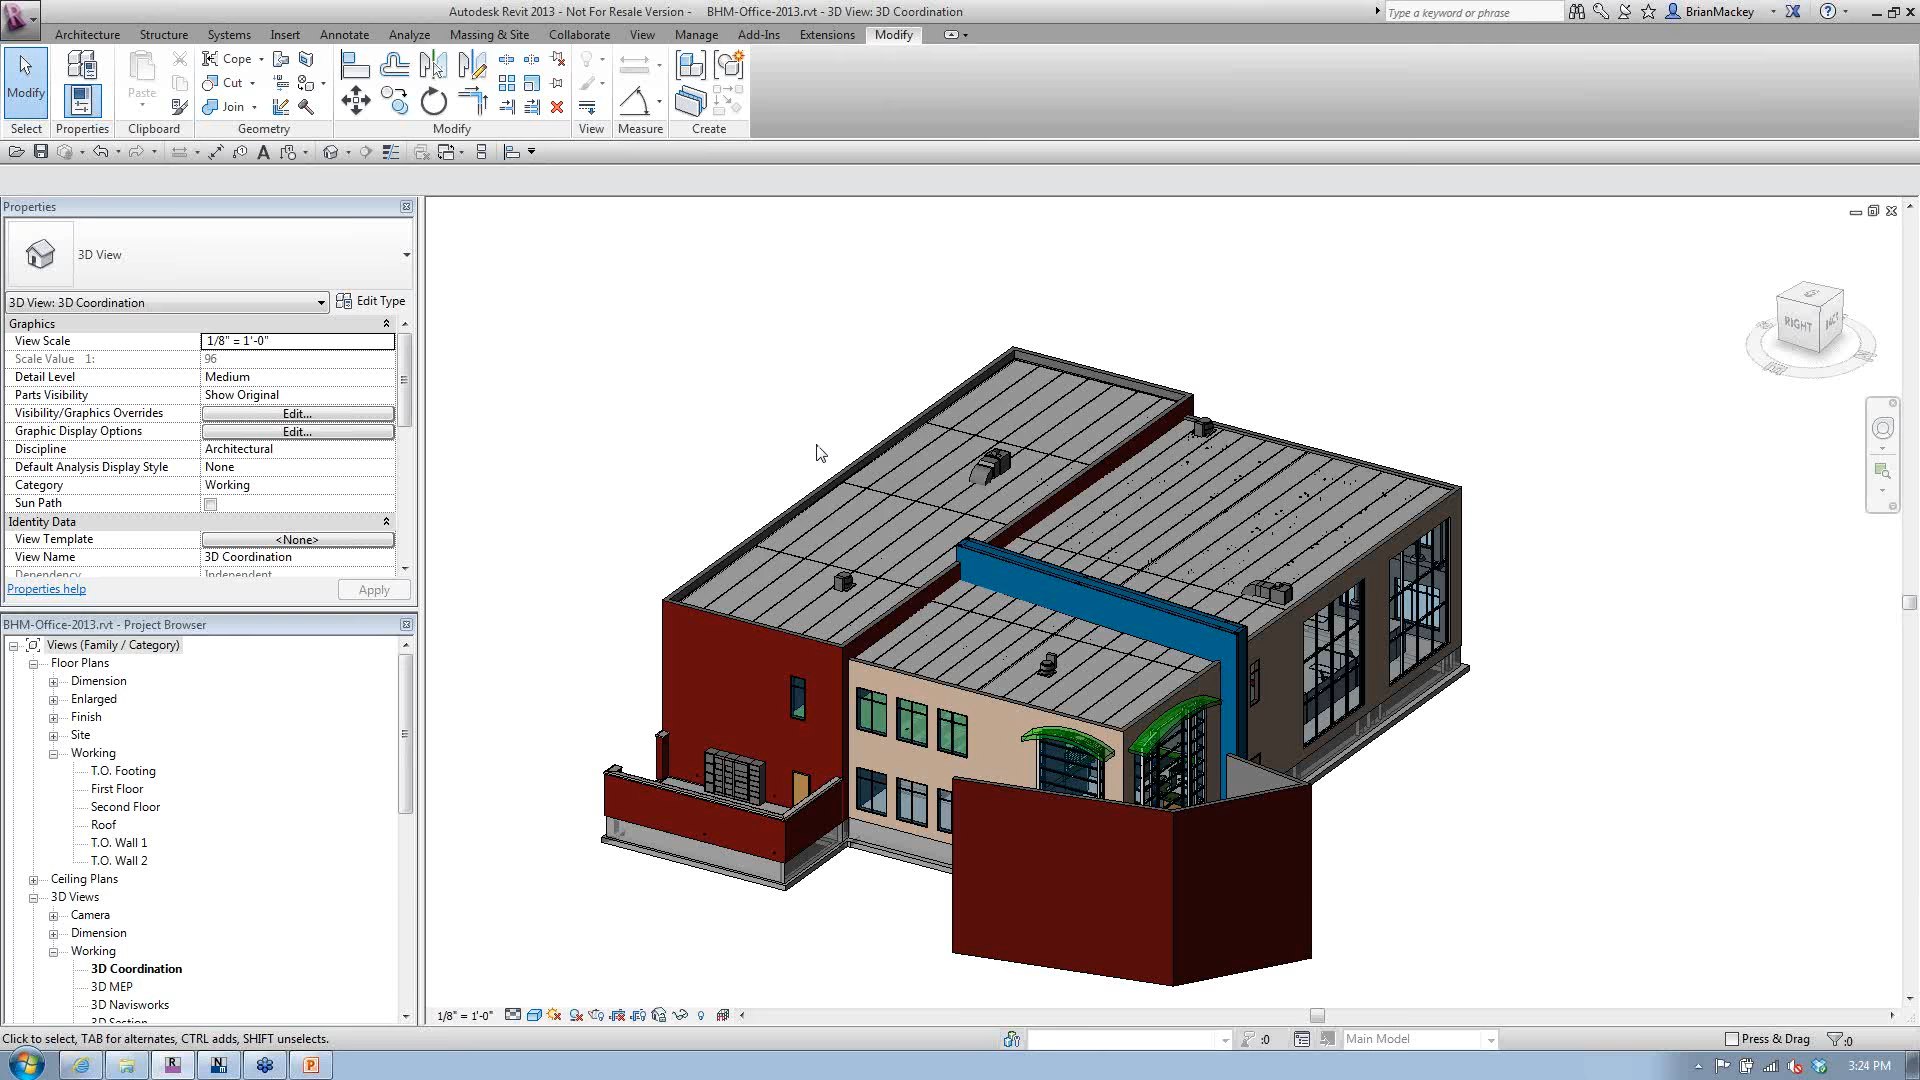 Autodesk Revit 2013 - Not For Resale Version - BHM-Office-2013.rvt - 3D View: 3D Coordination
Type a keyword or phrase
BrianMackey
Architecture Structure Systems Insert Annotate Analyze Massing & Site Collaborate View Manage Add-Ins Extensions Modify
Modify
Paste
Cope
Cut
Join
Select Properties Clipboard Geometry Modify View Measure Create
Properties
3D View
3D View: 3D Coordination
Edit Type
Graphics
View Scale 1/8" = 1'-0"
Scale Value 1: 96
Detail Level Medium
Parts Visibility Show Original
Visibility/Graphics Overrides Edit...
Graphic Display Options Edit...
Discipline Architectural
Default Analysis Display Style None
Category Working
Sun Path
Identity Data
View Template <None>
View Name 3D Coordination
Dependency Independent
Properties help
Apply
BHM-Office-2013.rvt - Project Browser
Views (Family / Category)
Floor Plans
Dimension
Enlarged
Finish
Site
Working
T.O. Footing
First Floor
Second Floor
Roof
T.O. Wall 1
T.O. Wall 2
Ceiling Plans
3D Views
Camera
Dimension
Working
3D Coordination
3D MEP
3D Navisworks
3D Section
RIGHT
BACK
1/8" = 1'-0"
Click to select, TAB for alternates, CTRL adds, SHIFT unselects.
:0
Main Model
Press & Drag
:0
3:24 PM